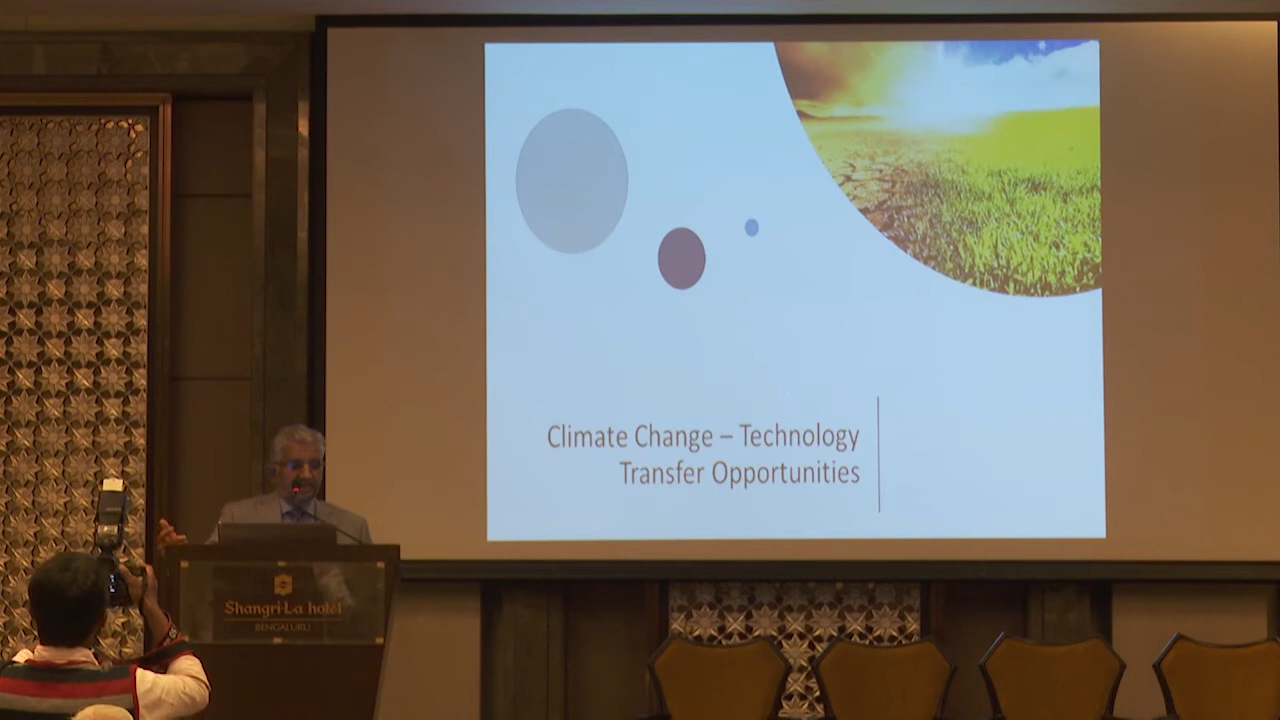 Climate Change – Technology
Transfer Opportunities
Shangri-La hotel
BENGALURU